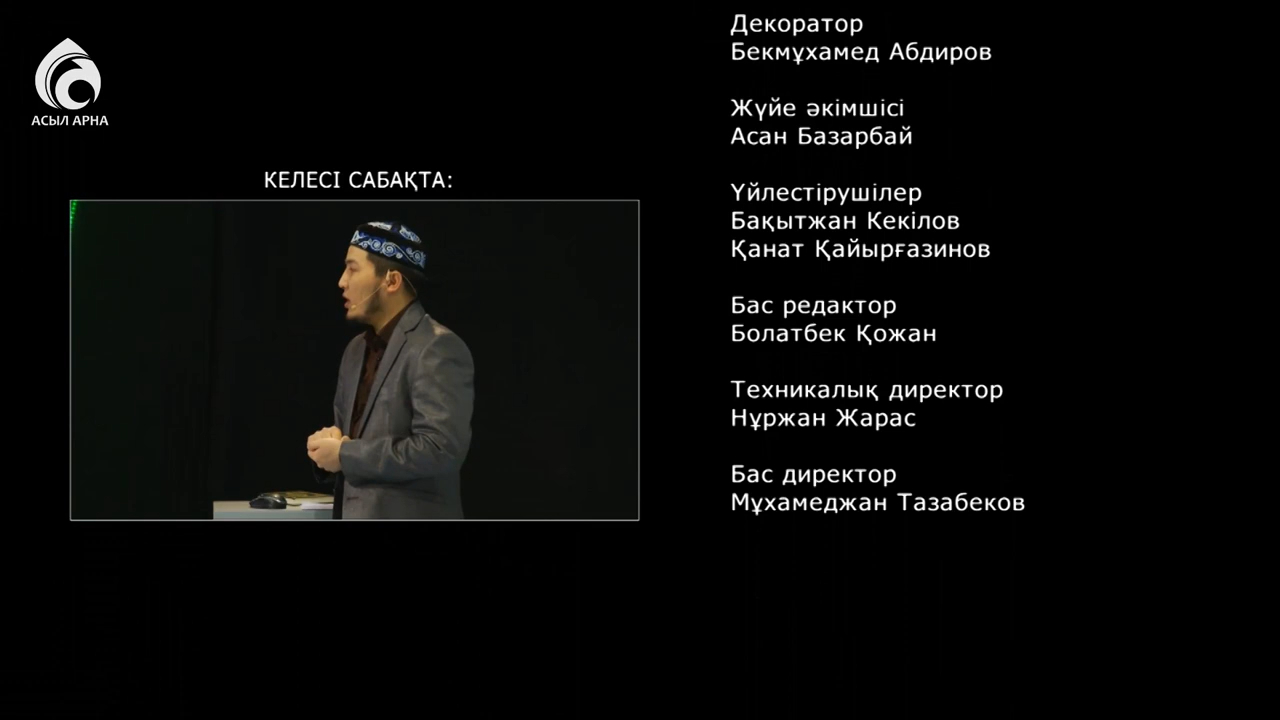 АСЫЛ АРНА
КЕЛЕСІ САБАҚТА:
Декоратор
Бекмұхамед Абдиров
Жүйе әкімшісі
Асан Базарбай
Үйлестірушілер
Бақытжан Кекілов
Қанат Қайырғазинов
Бас редактор
Болатбек Қожан
Техникалық директор
Нұржан Жарас
Бас директор
Мұхамеджан Тазабеков